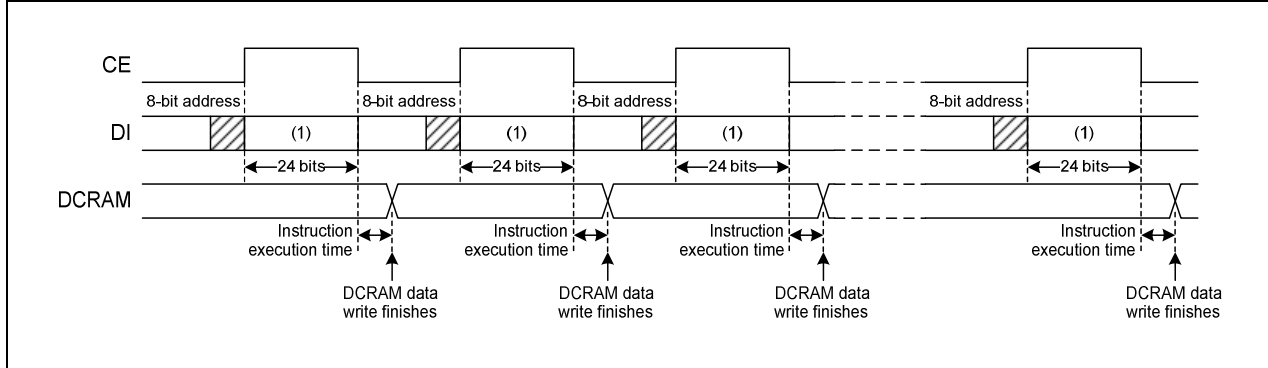 CE
8-bit address 8-bit address 8-bit address 8-bit address
DI (1) (1) (1) (1)
24 bits 24 bits 24 bits 24 bits
DCRAM
Instruction Instruction Instruction Instruction
execution time execution time execution time execution time
DCRAM data DCRAM data DCRAM data DCRAM data
write finishes write finishes write finishes write finishes